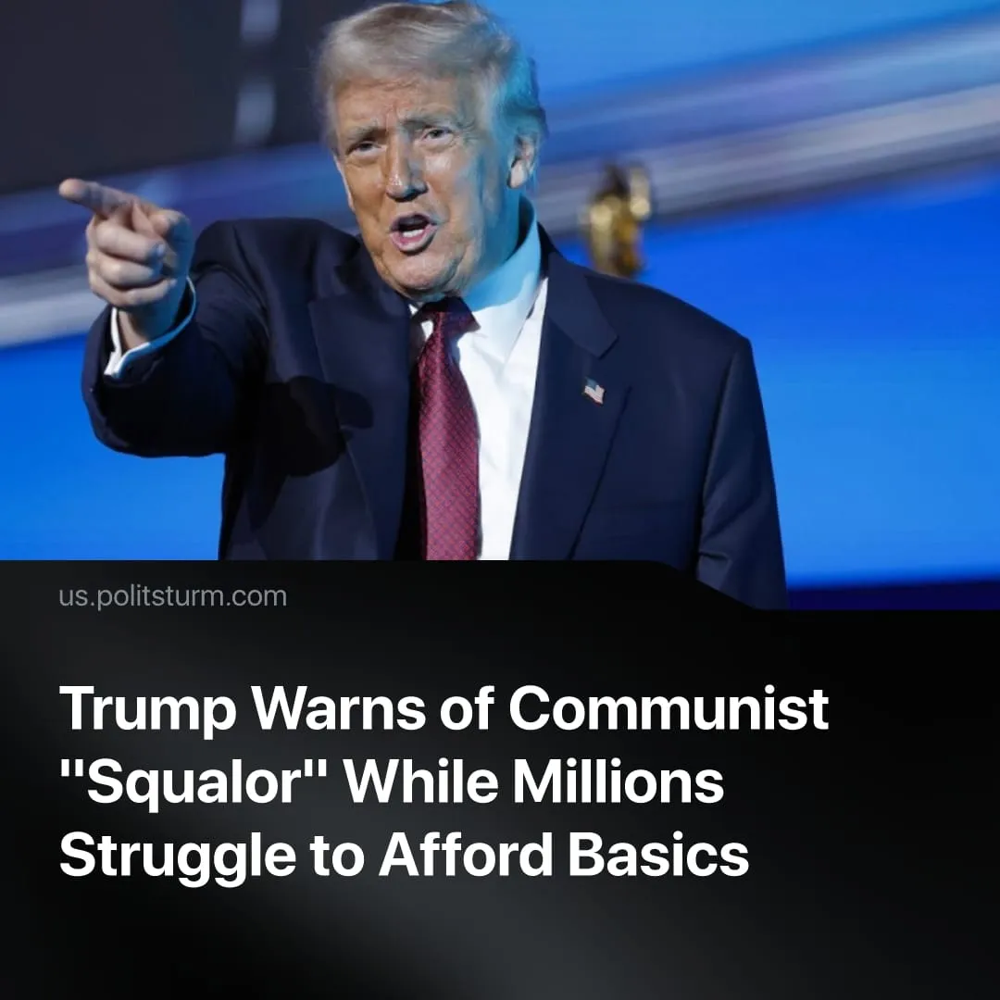 us.politsturm.com
Trump Warns of Communist
"Squalor" While Millions
Struggle to Afford Basics